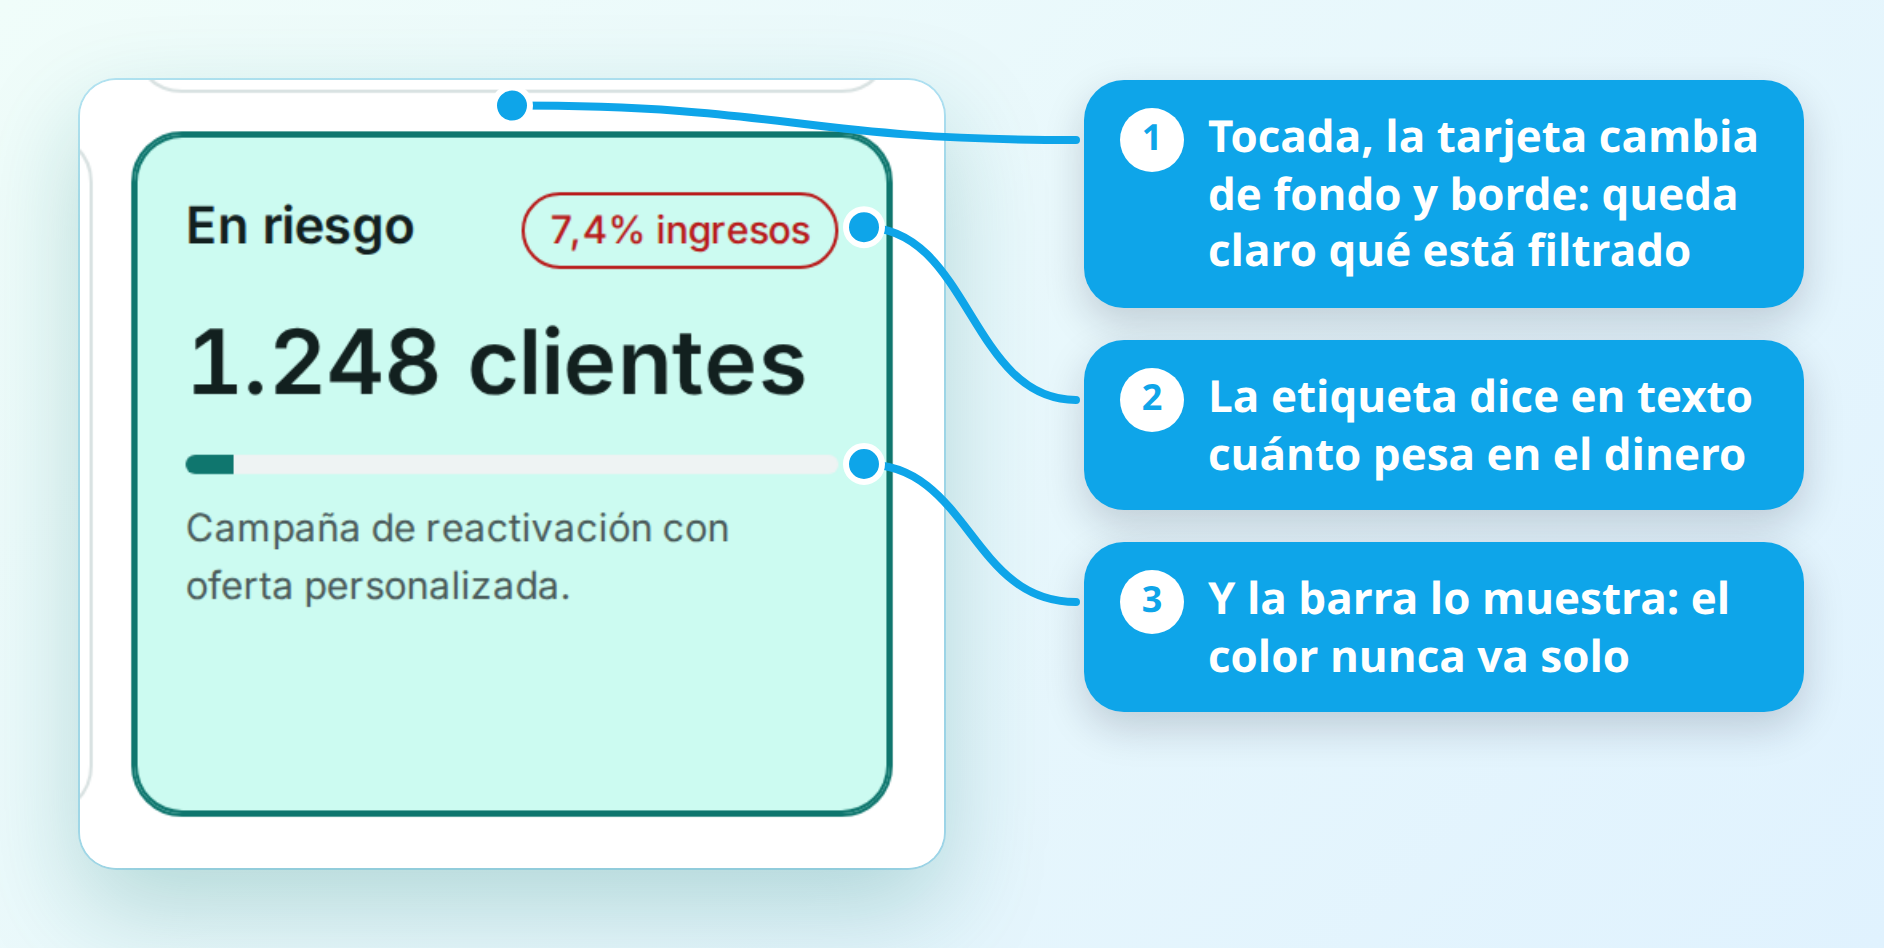 En riesgo
7,4% ingresos
1.248 clientes
Campaña de reactivación con
oferta personalizada.
1
Tocada, la tarjeta cambia
de fondo y borde: queda
claro qué está filtrado
2
La etiqueta dice en texto
cuánto pesa en el dinero
3
Y la barra lo muestra: el
color nunca va solo